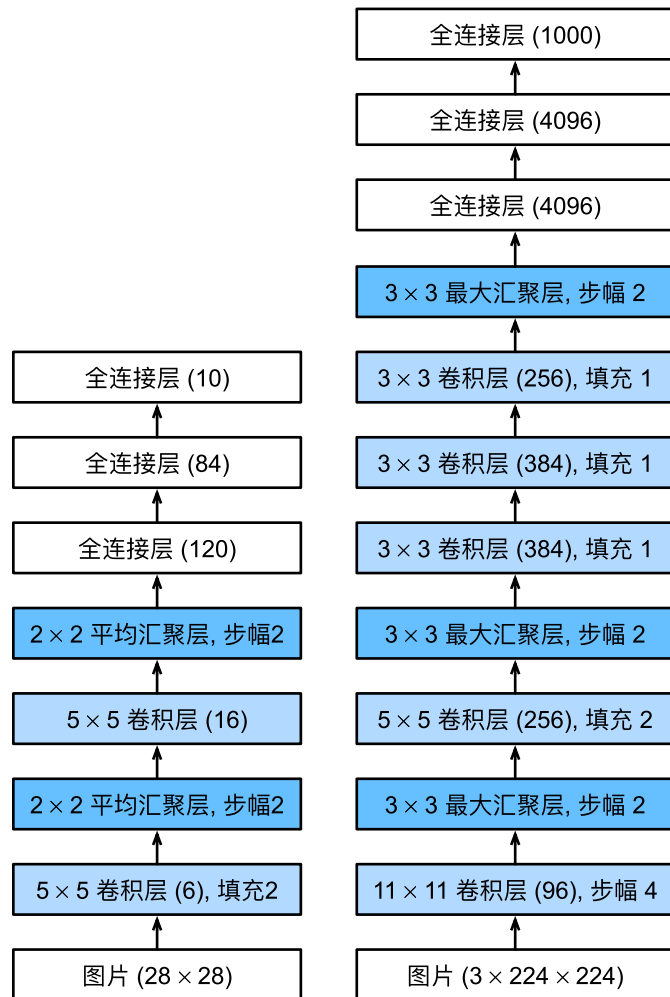 全连接层 (10)
全连接层 (84)
全连接层 (120)
2 × 2 平均汇聚层, 步幅2
5 × 5 卷积层 (16)
2 × 2 平均汇聚层, 步幅2
5 × 5 卷积层 (6), 填充2
图片 (28 × 28)
全连接层 (1000)
全连接层 (4096)
全连接层 (4096)
3 × 3 最大汇聚层, 步幅 2
3 × 3 卷积层 (256), 填充 1
3 × 3 卷积层 (384), 填充 1
3 × 3 卷积层 (384), 填充 1
3 × 3 最大汇聚层, 步幅 2
5 × 5 卷积层 (256), 填充 2
3 × 3 最大汇聚层, 步幅 2
11 × 11 卷积层 (96), 步幅 4
图片 (3 × 224 × 224)